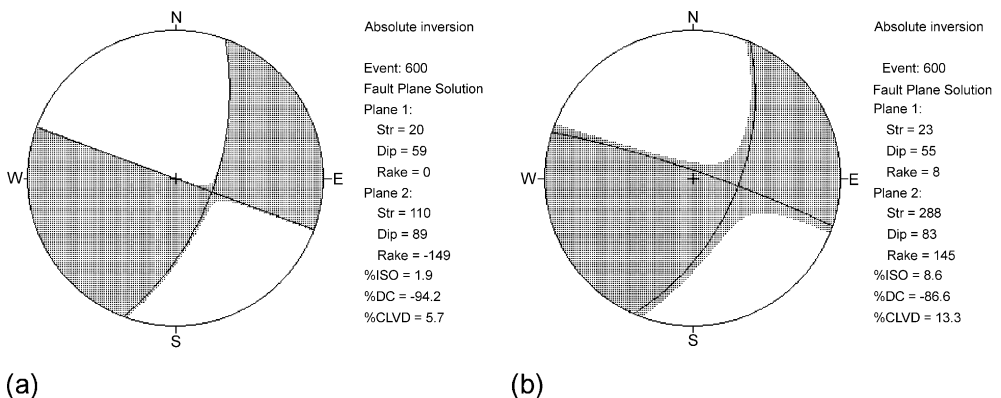 N
W
E
S
Absolute inversion
Event: 600
Fault Plane Solution
Plane 1:
Str = 20
Dip = 59
Rake = 0
Plane 2:
Str = 110
Dip = 89
Rake = -149
%ISO = 1.9
%DC = -94.2
%CLVD = 5.7
(a)
N
W
E
S
Absolute inversion
Event: 600
Fault Plane Solution
Plane 1:
Str = 23
Dip = 55
Rake = 8
Plane 2:
Str = 288
Dip = 83
Rake = 145
%ISO = 8.6
%DC = -86.6
%CLVD = 13.3
(b)